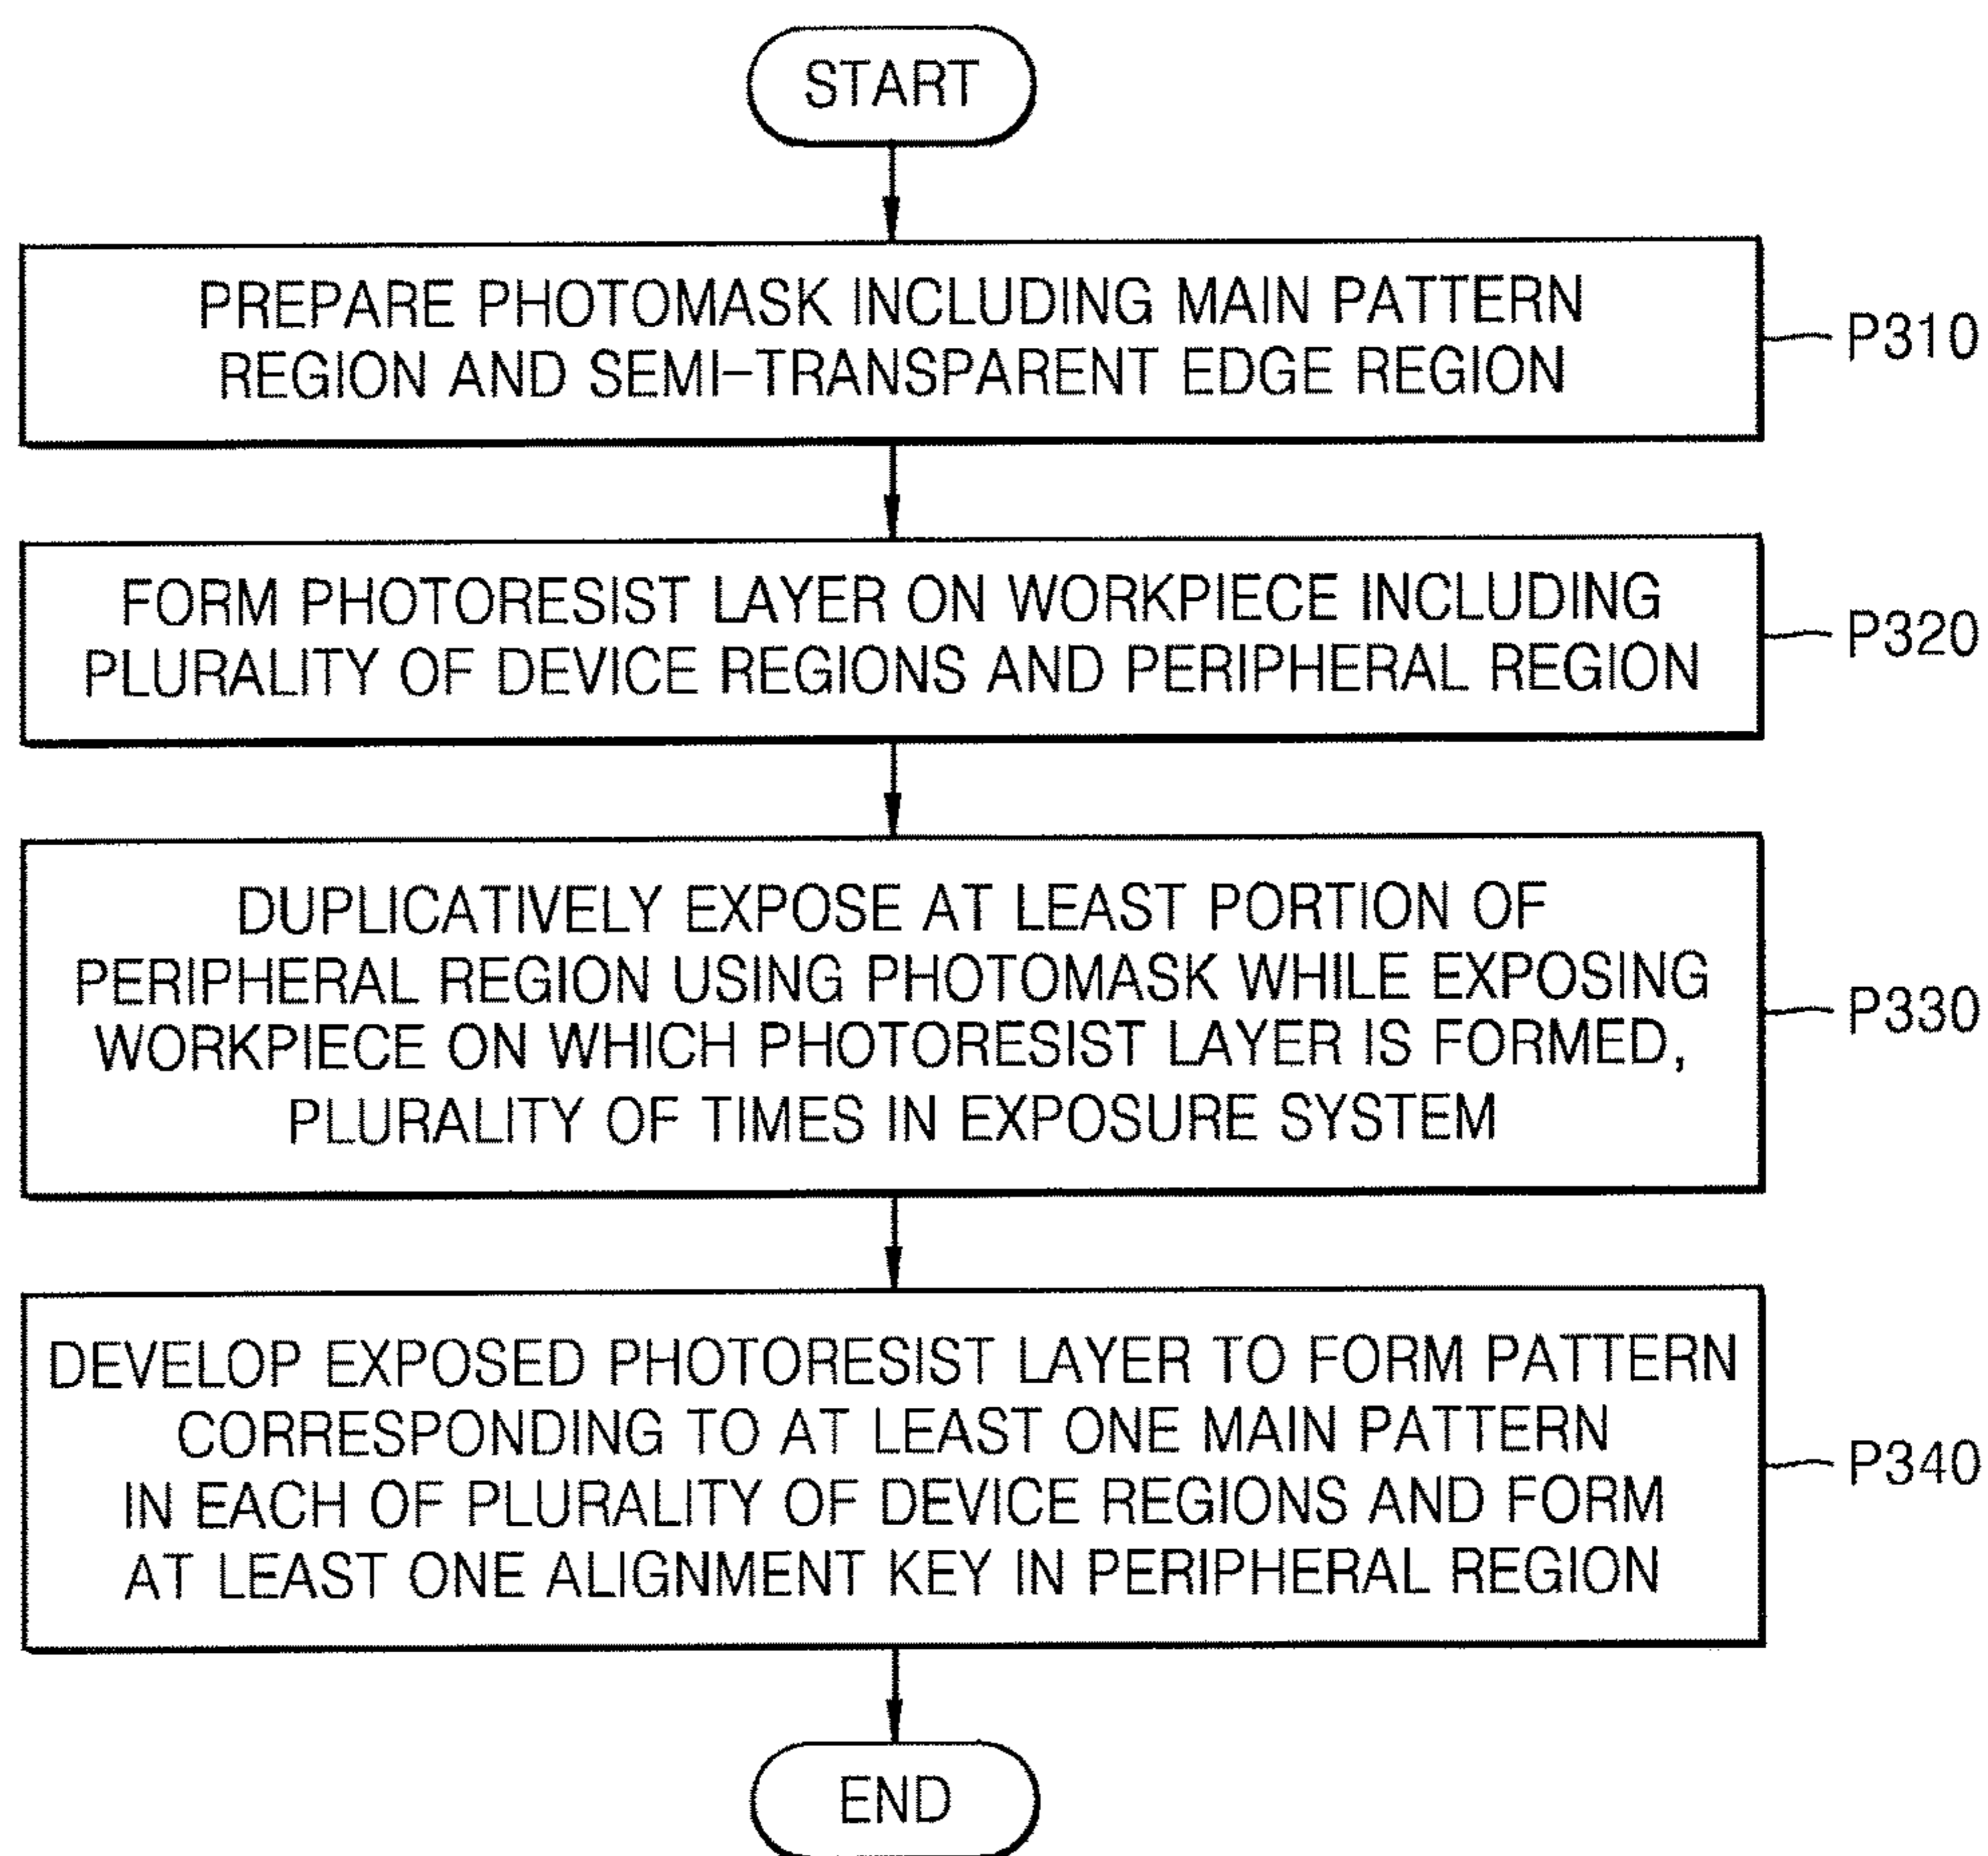 START
PREPARE PHOTOMASK INCLUDING MAIN PATTERN
REGION AND SEMI-TRANSPARENT EDGE REGION
P310
FORM PHOTORESIST LAYER ON WORKPIECE INCLUDING
PLURALITY OF DEVICE REGIONS AND PERIPHERAL REGION
P320
DUPLICATIVELY EXPOSE AT LEAST PORTION OF
PERIPHERAL REGION USING PHOTOMASK WHILE EXPOSING
WORKPIECE ON WHICH PHOTORESIST LAYER IS FORMED,
PLURALITY OF TIMES IN EXPOSURE SYSTEM
P330
DEVELOP EXPOSED PHOTORESIST LAYER TO FORM PATTERN
CORRESPONDING TO AT LEAST ONE MAIN PATTERN
IN EACH OF PLURALITY OF DEVICE REGIONS AND FORM
AT LEAST ONE ALIGNMENT KEY IN PERIPHERAL REGION
P340
END